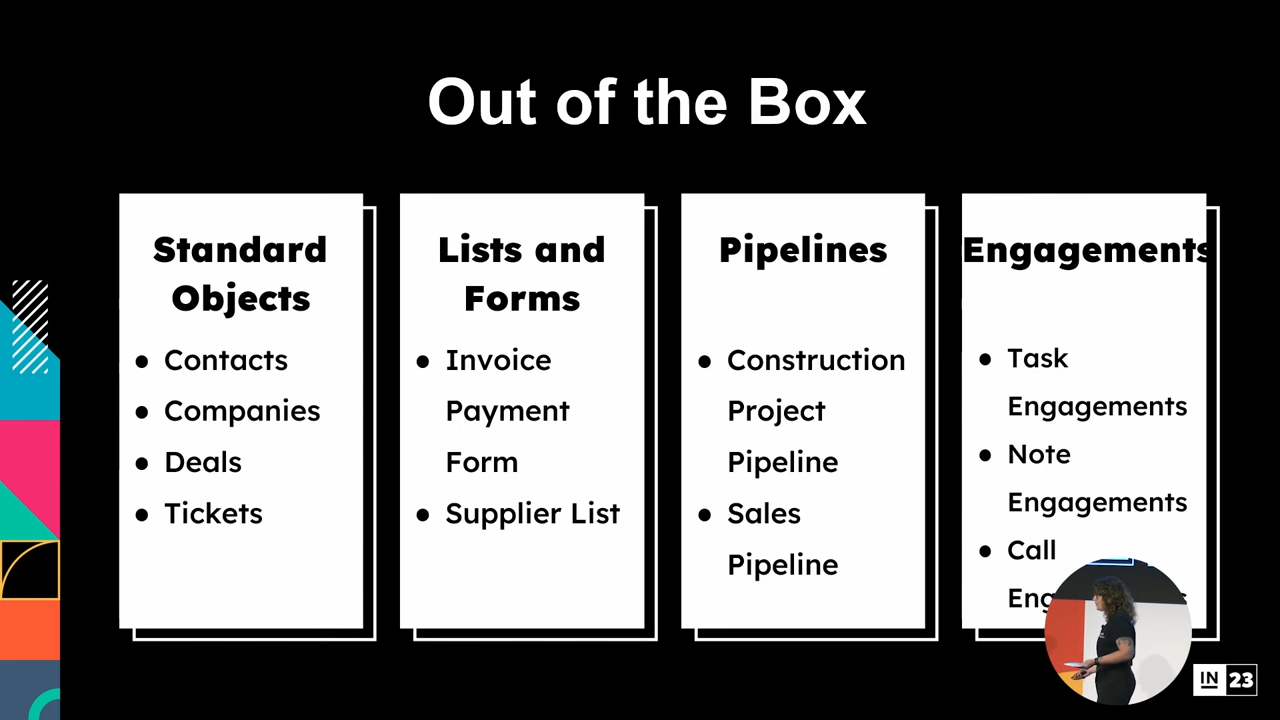 Out of the Box
Standard
Objects
● Contacts
● Companies
● Deals
● Tickets
Lists and
Forms
● Invoice
Payment
Form
● Supplier List
Pipelines
● Construction
Project
Pipeline
● Sales
Pipeline
Engagements
● Task
Engagements
● Note
Engagements
● Call
IN 23